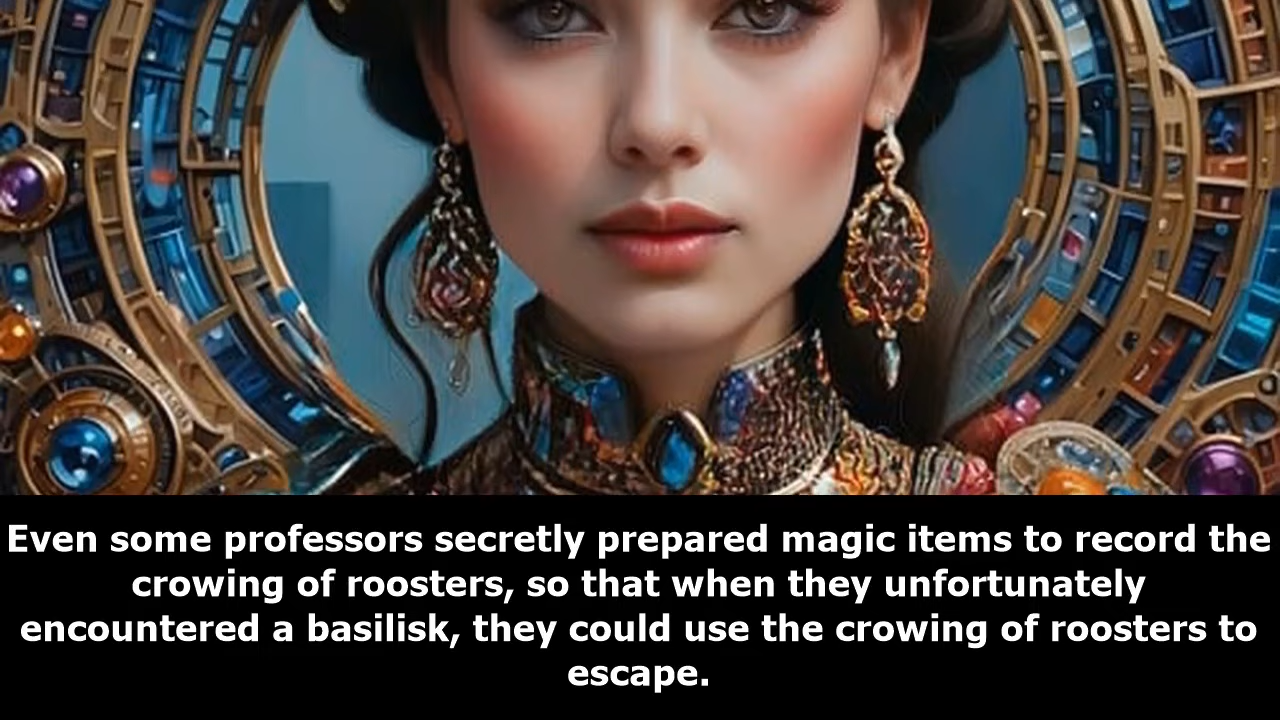 Even some professors secretly prepared magic items to record the
crowing of roosters, so that when they unfortunately
encountered a basilisk, they could use the crowing of roosters to
escape.